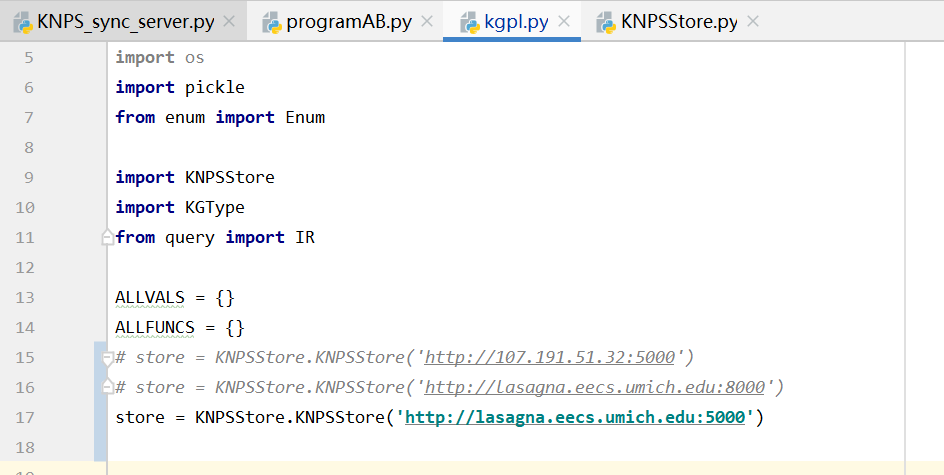 KNPS_sync_server.py programAB.py kgpl.py KNPSStore.py
5 import os
6 import pickle
7 from enum import Enum
8
9 import KNPSStore
10 import KGType
11 from query import IR
12
13 ALLVALS = {}
14 ALLFUNCS = {}
15 # store = KNPSStore.KNPSStore('http://107.191.51.32:5000')
16 # store = KNPSStore.KNPSStore('http://lasagna.eecs.umich.edu:8000')
17 store = KNPSStore.KNPSStore('http://lasagna.eecs.umich.edu:5000')
18